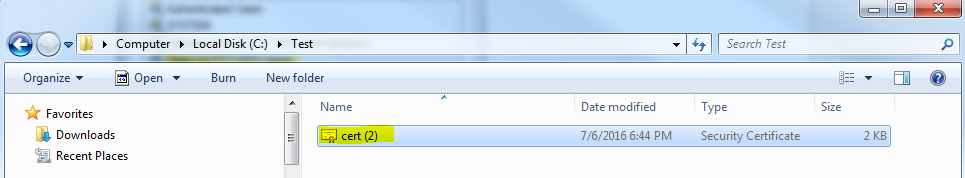 Computer Local Disk (C:) Test
Search Test
Organize Open Burn New folder
Favorites
Downloads
Recent Places
Name Date modified Type Size
cert (2) 7/6/2016 6:44 PM Security Certificate 2 KB